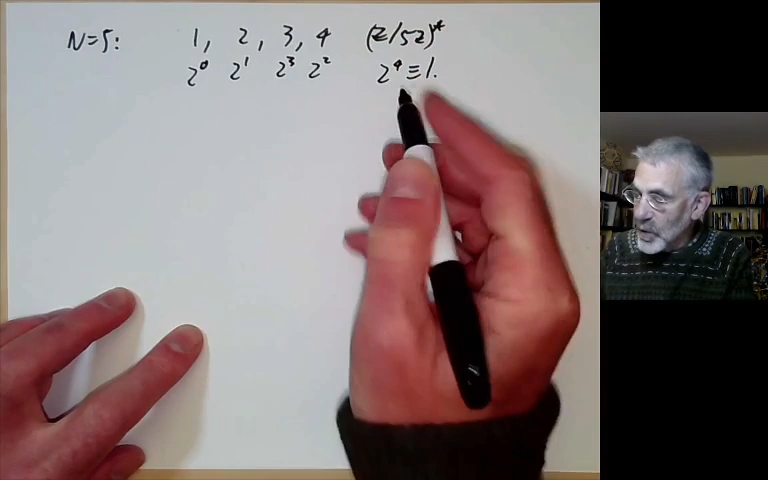 N=5: 1, 2, 3, 4 (Z/5Z)*
2⁰ 2¹ 2³ 2² 2⁴ ≡ 1.